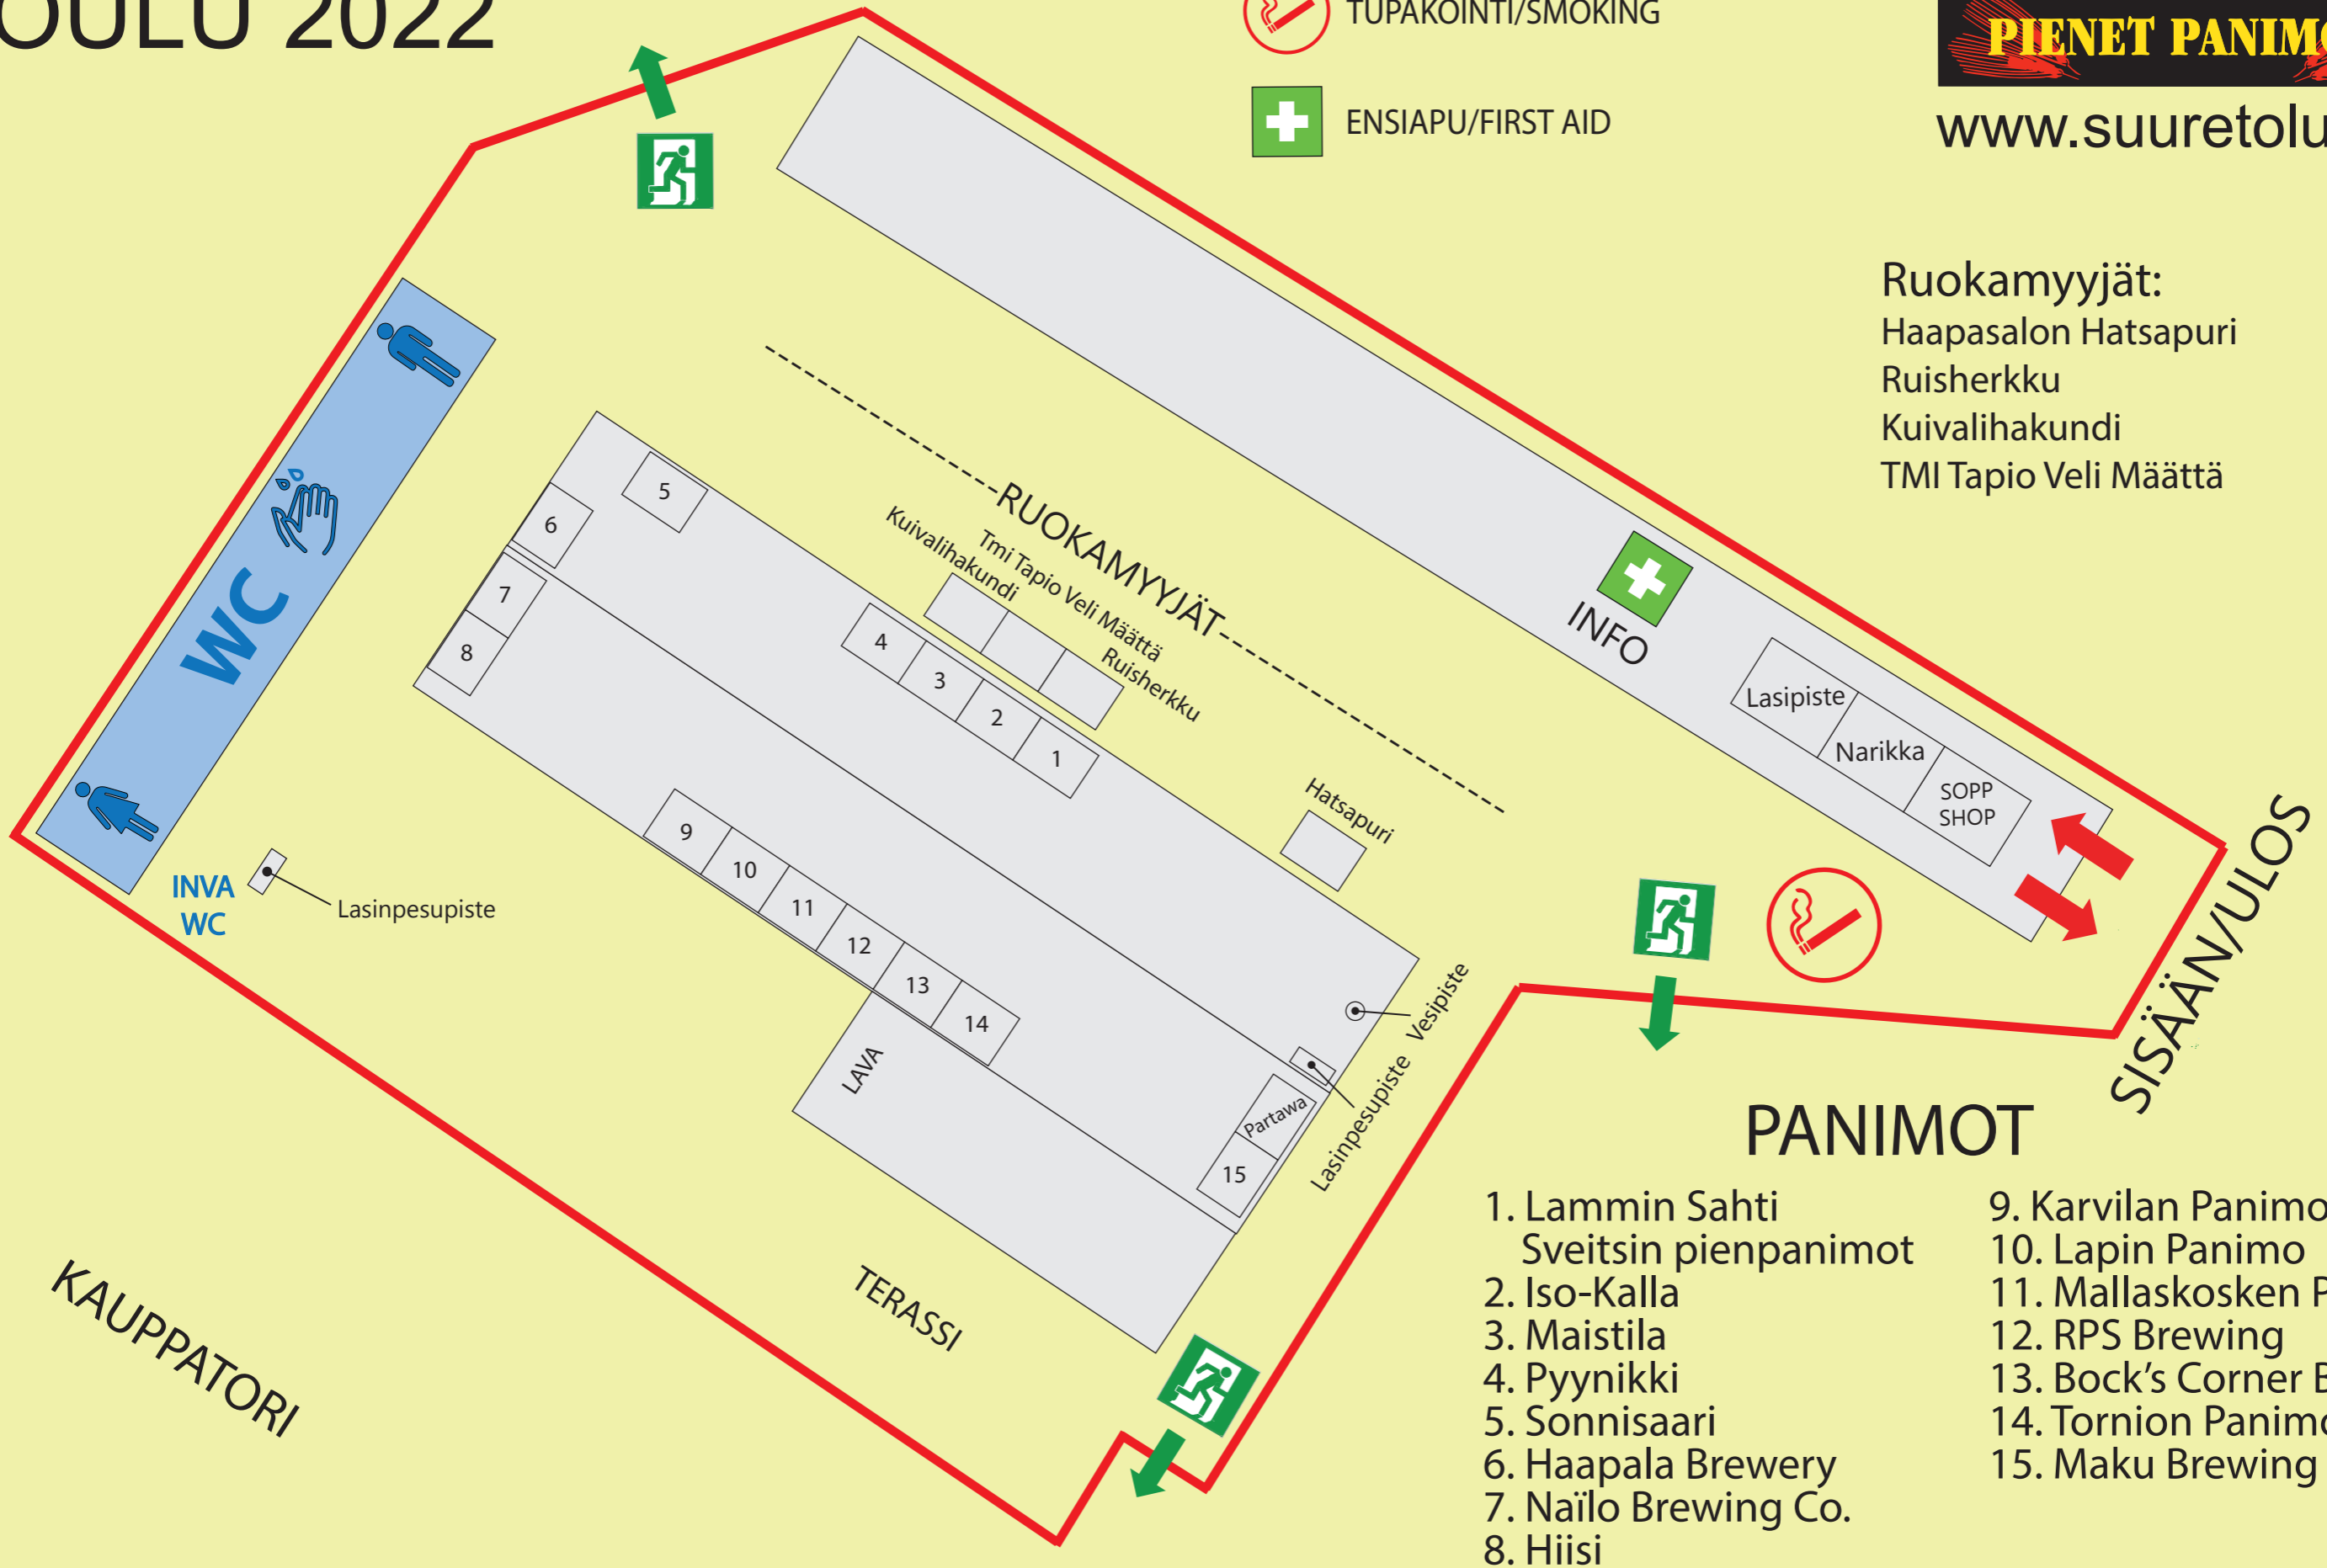 OULU 2022
TUPAKOINTI/SMOKING
ENSIAPU/FIRST AID
PIENET PANIMO
www.suuretolu
Ruokamyyjät:
Haapasalon Hatsapuri
Ruisherkku
Kuivalihakundi
TMI Tapio Veli Määttä
RUOKAMYYJÄT
Kuivalihakundi
Tmi Tapio Veli Määttä
Ruisherkku
Hatsapuri
5
6
7
8
4
3
2
1
9
10
11
12
13
14
WC
INVA
WC
Lasinpesupiste
INFO
Lasipiste
Narikka
SOPP
SHOP
SISÄÄN/ULOS
Vesipiste
Lasinpesupiste
Partawa
15
LAVA
TERASSI
KAUPPATORI
PANIMOT
1. Lammin Sahti
Sveitsin pienpanimot
2. Iso-Kalla
3. Maistila
4. Pyynikki
5. Sonnisaari
6. Haapala Brewery
7. Naïlo Brewing Co.
8. Hiisi
9. Karvilan Panimo
10. Lapin Panimo
11. Mallaskosken P
12. RPS Brewing
13. Bock's Corner B
14. Tornion Panimo
15. Maku Brewing